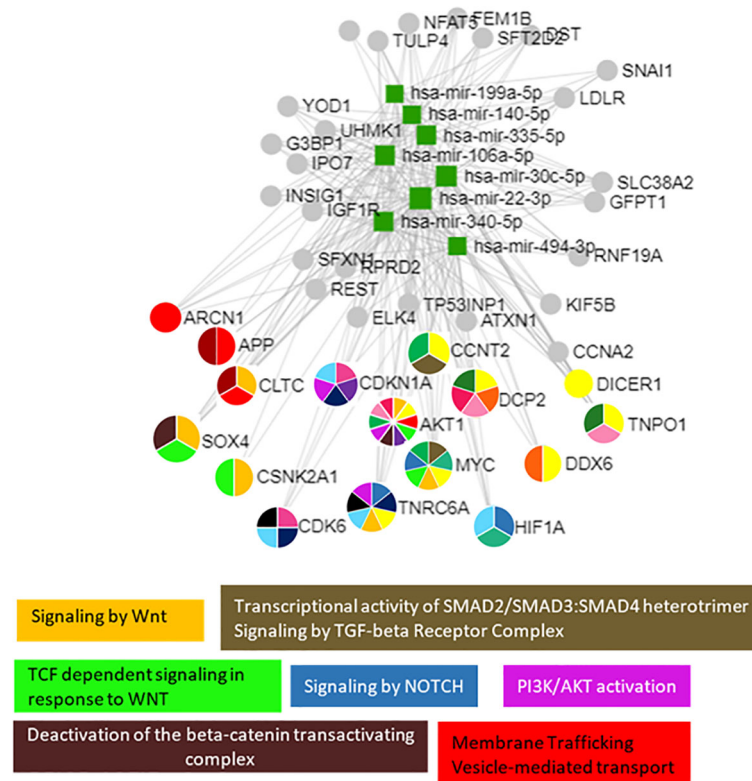 NFAT5
FEM1B
TULP4
SFT2D2
DST
SNAI1
hsa-mir-199a-5p
LDLR
YOD1
hsa-mir-140-5p
UHMK1
hsa-mir-335-5p
G3BP1
hsa-mir-106a-5p
IPO7
hsa-mir-30c-5p
SLC38A2
INSIG1
hsa-mir-22-3p
GFPT1
IGF1R
hsa-mir-340-5p
hsa-mir-494-3p
SFXN1
RPRD2
RNF19A
REST
TP53INP1
KIF5B
ARCN1
ELK4
ATXN1
APP
CCNT2
CCNA2
CLTC
CDKN1A
DICER1
DCP2
AKT1
TNPO1
SOX4
MYC
DDX6
CSNK2A1
TNRC6A
CDK6
HIF1A
Signaling by Wnt
Transcriptional activity of SMAD2/SMAD3:SMAD4 heterotrimer
Signaling by TGF-beta Receptor Complex
TCF dependent signaling in
response to WNT
Signaling by NOTCH
PI3K/AKT activation
Deactivation of the beta-catenin transactivating
complex
Membrane Trafficking
Vesicle-mediated transport